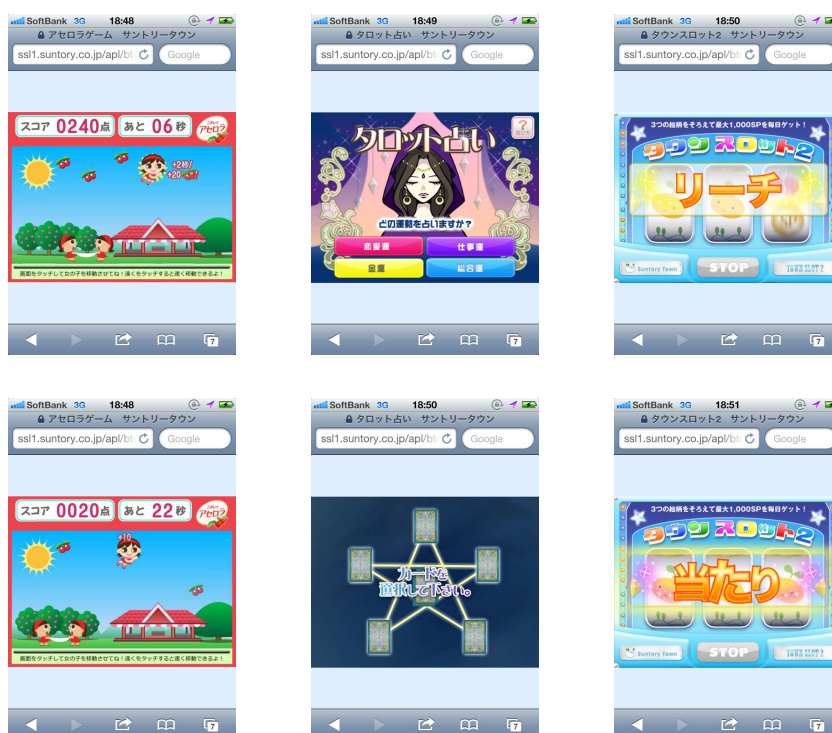 SoftBank 3G 18:48
アセロラゲーム サントリータウン
ssl1.suntory.co.jp/apl/bt
Google
スコア 0240点 あと 06秒
アセロラ
+2秒!
+20
画面をタッチして女の子を移動させてね！遠くをタッチすると速く移動できるよ！
7
SoftBank 3G 18:49
タロット占い サントリータウン
ssl1.suntory.co.jp/apl/bt
Google
タロット占い
?
どの運勢を占いますか？
恋愛運 仕事運
金運 総合運
7
SoftBank 3G 18:50
タウンスロット2 サントリータウン
ssl1.suntory.co.jp/apl/bt
Google
3つの絵柄をそろえて最大1,000SPを毎日ゲット！
タウンスロット2
リーチ
Suntory Town STOP TOWN SLOT 2
7
SoftBank 3G 18:48
アセロラゲーム サントリータウン
ssl1.suntory.co.jp/apl/bt
Google
スコア 0020点 あと 22秒
アセロラ
+10
画面をタッチして女の子を移動させてね！遠くをタッチすると速く移動できるよ！
7
SoftBank 3G 18:50
タロット占い サントリータウン
ssl1.suntory.co.jp/apl/bt
Google
カードを
選択して下さい。
7
SoftBank 3G 18:51
タウンスロット2 サントリータウン
ssl1.suntory.co.jp/apl/bt
Google
3つの絵柄をそろえて最大1,000SPを毎日ゲット！
タウンスロット2
当たり
Suntory Town STOP TOWN SLOT 2
7